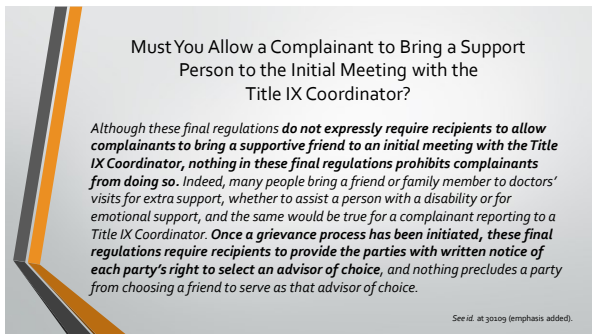 Must You Allow a Complainant to Bring a Support
Person to the Initial Meeting with the
Title IX Coordinator?
Although these final regulations do not expressly require recipients to allow
complainants to bring a supportive friend to an initial meeting with the Title
IX Coordinator, nothing in these final regulations prohibits complainants
from doing so. Indeed, many people bring a friend or family member to doctors'
visits for extra support, whether to assist a person with a disability or for
emotional support, and the same would be true for a complainant reporting to a
Title IX Coordinator. Once a grievance process has been initiated, these final
regulations require recipients to provide the parties with written notice of
each party's right to select an advisor of choice, and nothing precludes a party
from choosing a friend to serve as that advisor of choice.
See id. at 30109 (emphasis added).